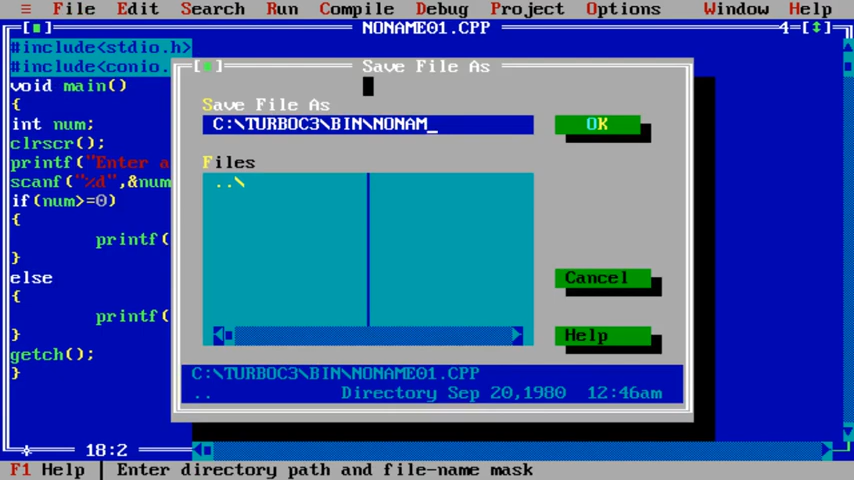 ≡ File Edit Search Run Compile Debug Project Options Window Help
[■] NONAME01.CPP 4=[↕]
#include<stdio.h>
#include<conio.
void main()
{
int num;
clrscr();
printf("Enter a
scanf("%d",&num
if(num>=0)
{
printf(
}
else
{
printf(
}
getch();
}
18:2
[■] Save File As
Save File As
C:\TURBOC3\BIN\NONAM_
OK
Files
..\
Cancel
Help
C:\TURBOC3\BIN\NONAME01.CPP
.. Directory Sep 20,1980 12:46am
F1 Help | Enter directory path and file-name mask